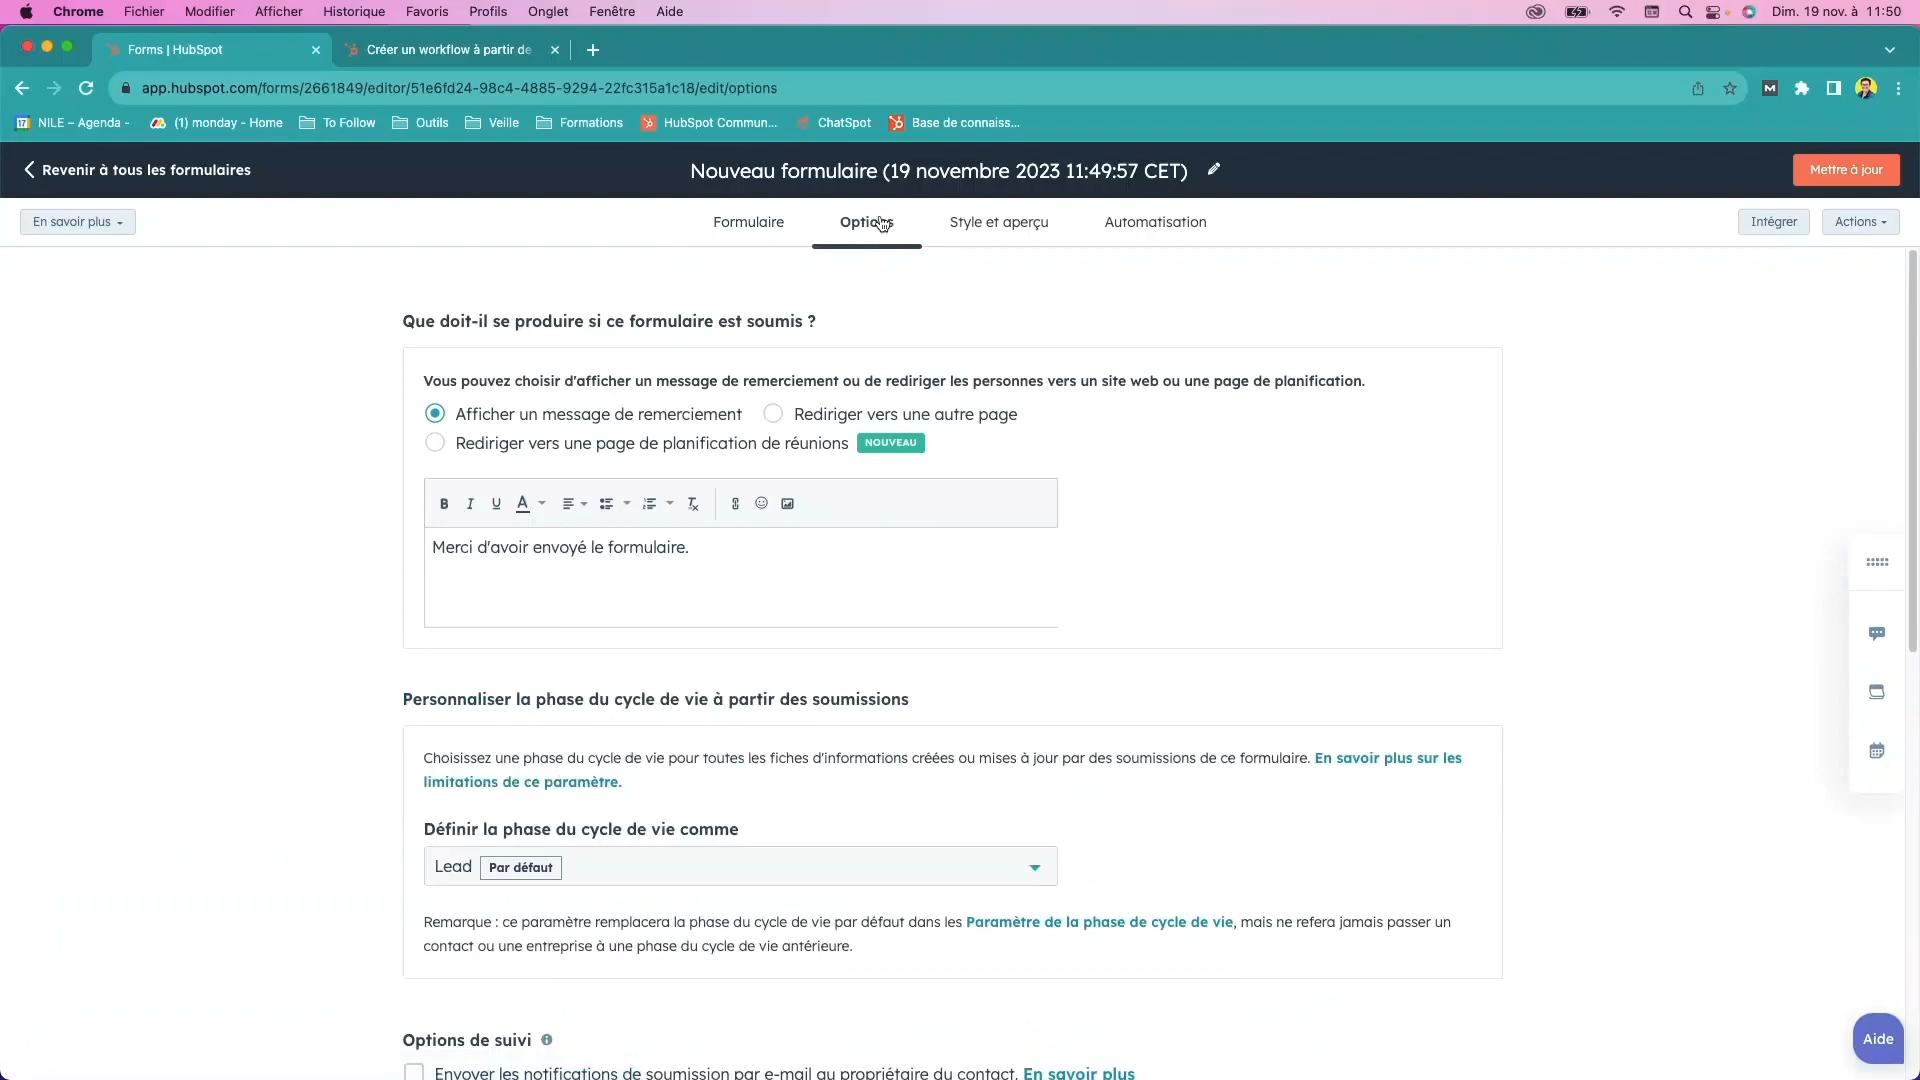 Chrome Fichier Modifier Afficher Historique Favoris Profils Onglet Fenêtre Aide Dim. 19 nov. à 11:50
Forms | HubSpot Créer un workflow à partir de
app.hubspot.com/forms/2661849/editor/51e6fd24-98c4-4885-9294-22fc315a1c18/edit/options
NILE – Agenda - (1) monday - Home To Follow Outils Veille Formations HubSpot Commun... ChatSpot Base de connaiss...
Revenir à tous les formulaires Nouveau formulaire (19 novembre 2023 11:49:57 CET) Mettre à jour
En savoir plus Formulaire Options Style et aperçu Automatisation Intégrer Actions
Que doit-il se produire si ce formulaire est soumis ?
Vous pouvez choisir d'afficher un message de remerciement ou de rediriger les personnes vers un site web ou une page de planification.
Afficher un message de remerciement Rediriger vers une autre page
Rediriger vers une page de planification de réunions NOUVEAU
B I U A
Merci d'avoir envoyé le formulaire.
Personnaliser la phase du cycle de vie à partir des soumissions
Choisissez une phase du cycle de vie pour toutes les fiches d'informations créées ou mises à jour par des soumissions de ce formulaire. En savoir plus sur les
limitations de ce paramètre.
Définir la phase du cycle de vie comme
Lead Par défaut
Remarque : ce paramètre remplacera la phase du cycle de vie par défaut dans les Paramètre de la phase de cycle de vie, mais ne refera jamais passer un
contact ou une entreprise à une phase du cycle de vie antérieure.
Options de suivi
Envoyer les notifications de soumission par e-mail au propriétaire du contact. En savoir plus
Aide